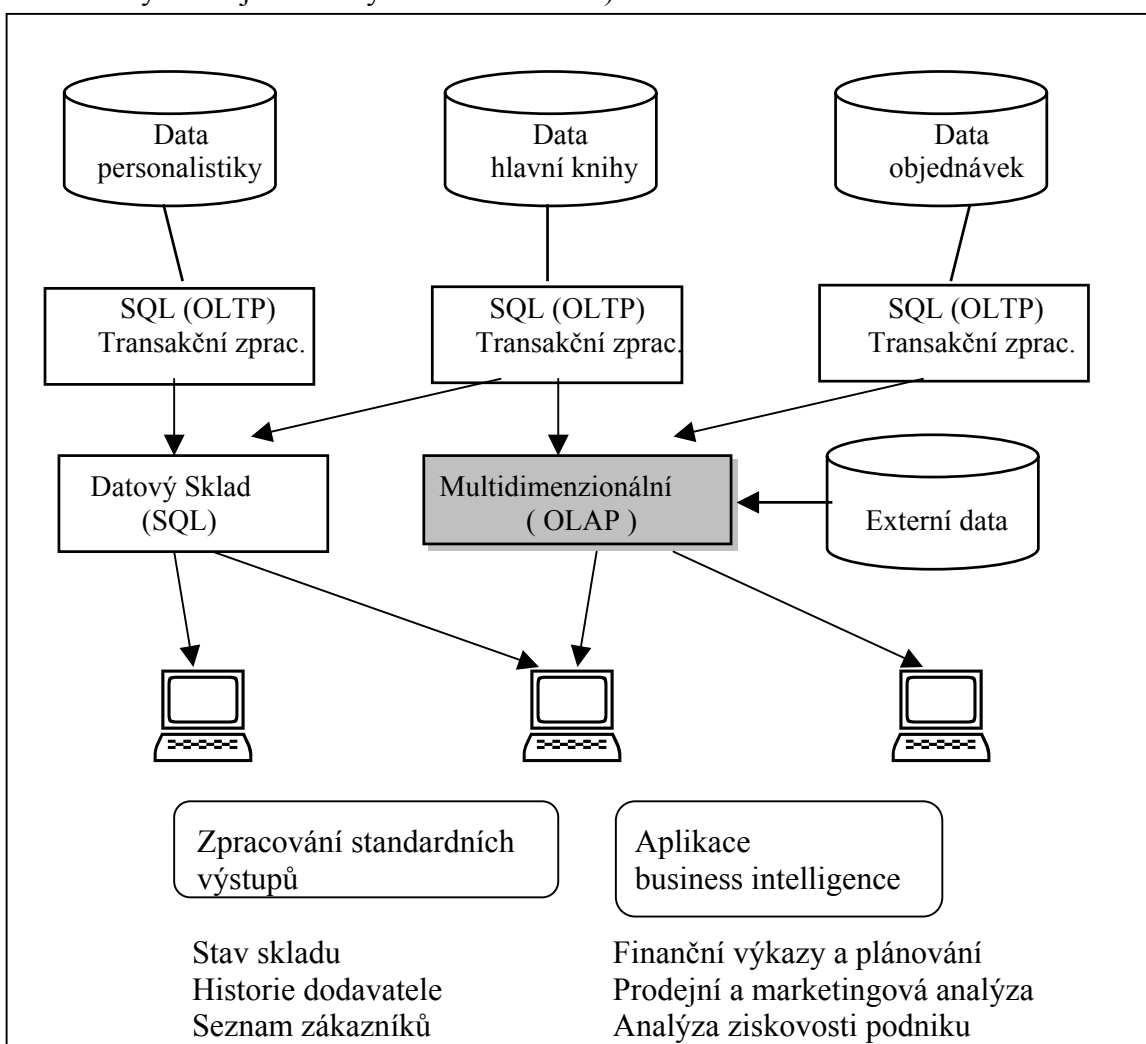 Data
personalistiky
Data
hlavní knihy
Data
objednávek
SQL (OLTP)
Transakční zprac.
SQL (OLTP)
Transakční zprac.
SQL (OLTP)
Transakční zprac.
Datový Sklad
(SQL)
Multidimenzionální
( OLAP )
Externí data
Zpracování standardních
výstupů
Aplikace
business intelligence
Stav skladu
Historie dodavatele
Seznam zákazníků
Finanční výkazy a plánování
Prodejní a marketingová analýza
Analýza ziskovosti podniku